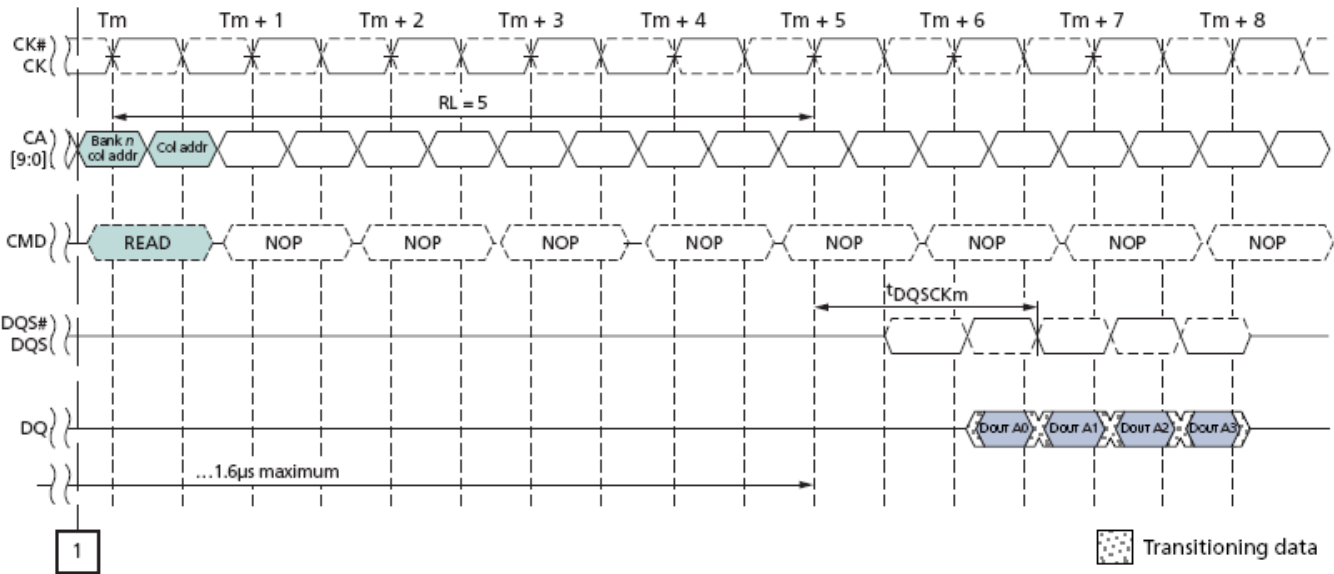 Tm Tm + 1 Tm + 2 Tm + 3 Tm + 4 Tm + 5 Tm + 6 Tm + 7 Tm + 8
CK#
CK
RL = 5
CA
[9:0]
Bank n
col addr
Col addr
CMD
READ NOP NOP NOP NOP NOP NOP NOP NOP
tDQSCKm
DQS#
DQS
DQ
DOUT A0 DOUT A1 DOUT A2 DOUT A3
...1.6µs maximum
1
Transitioning data